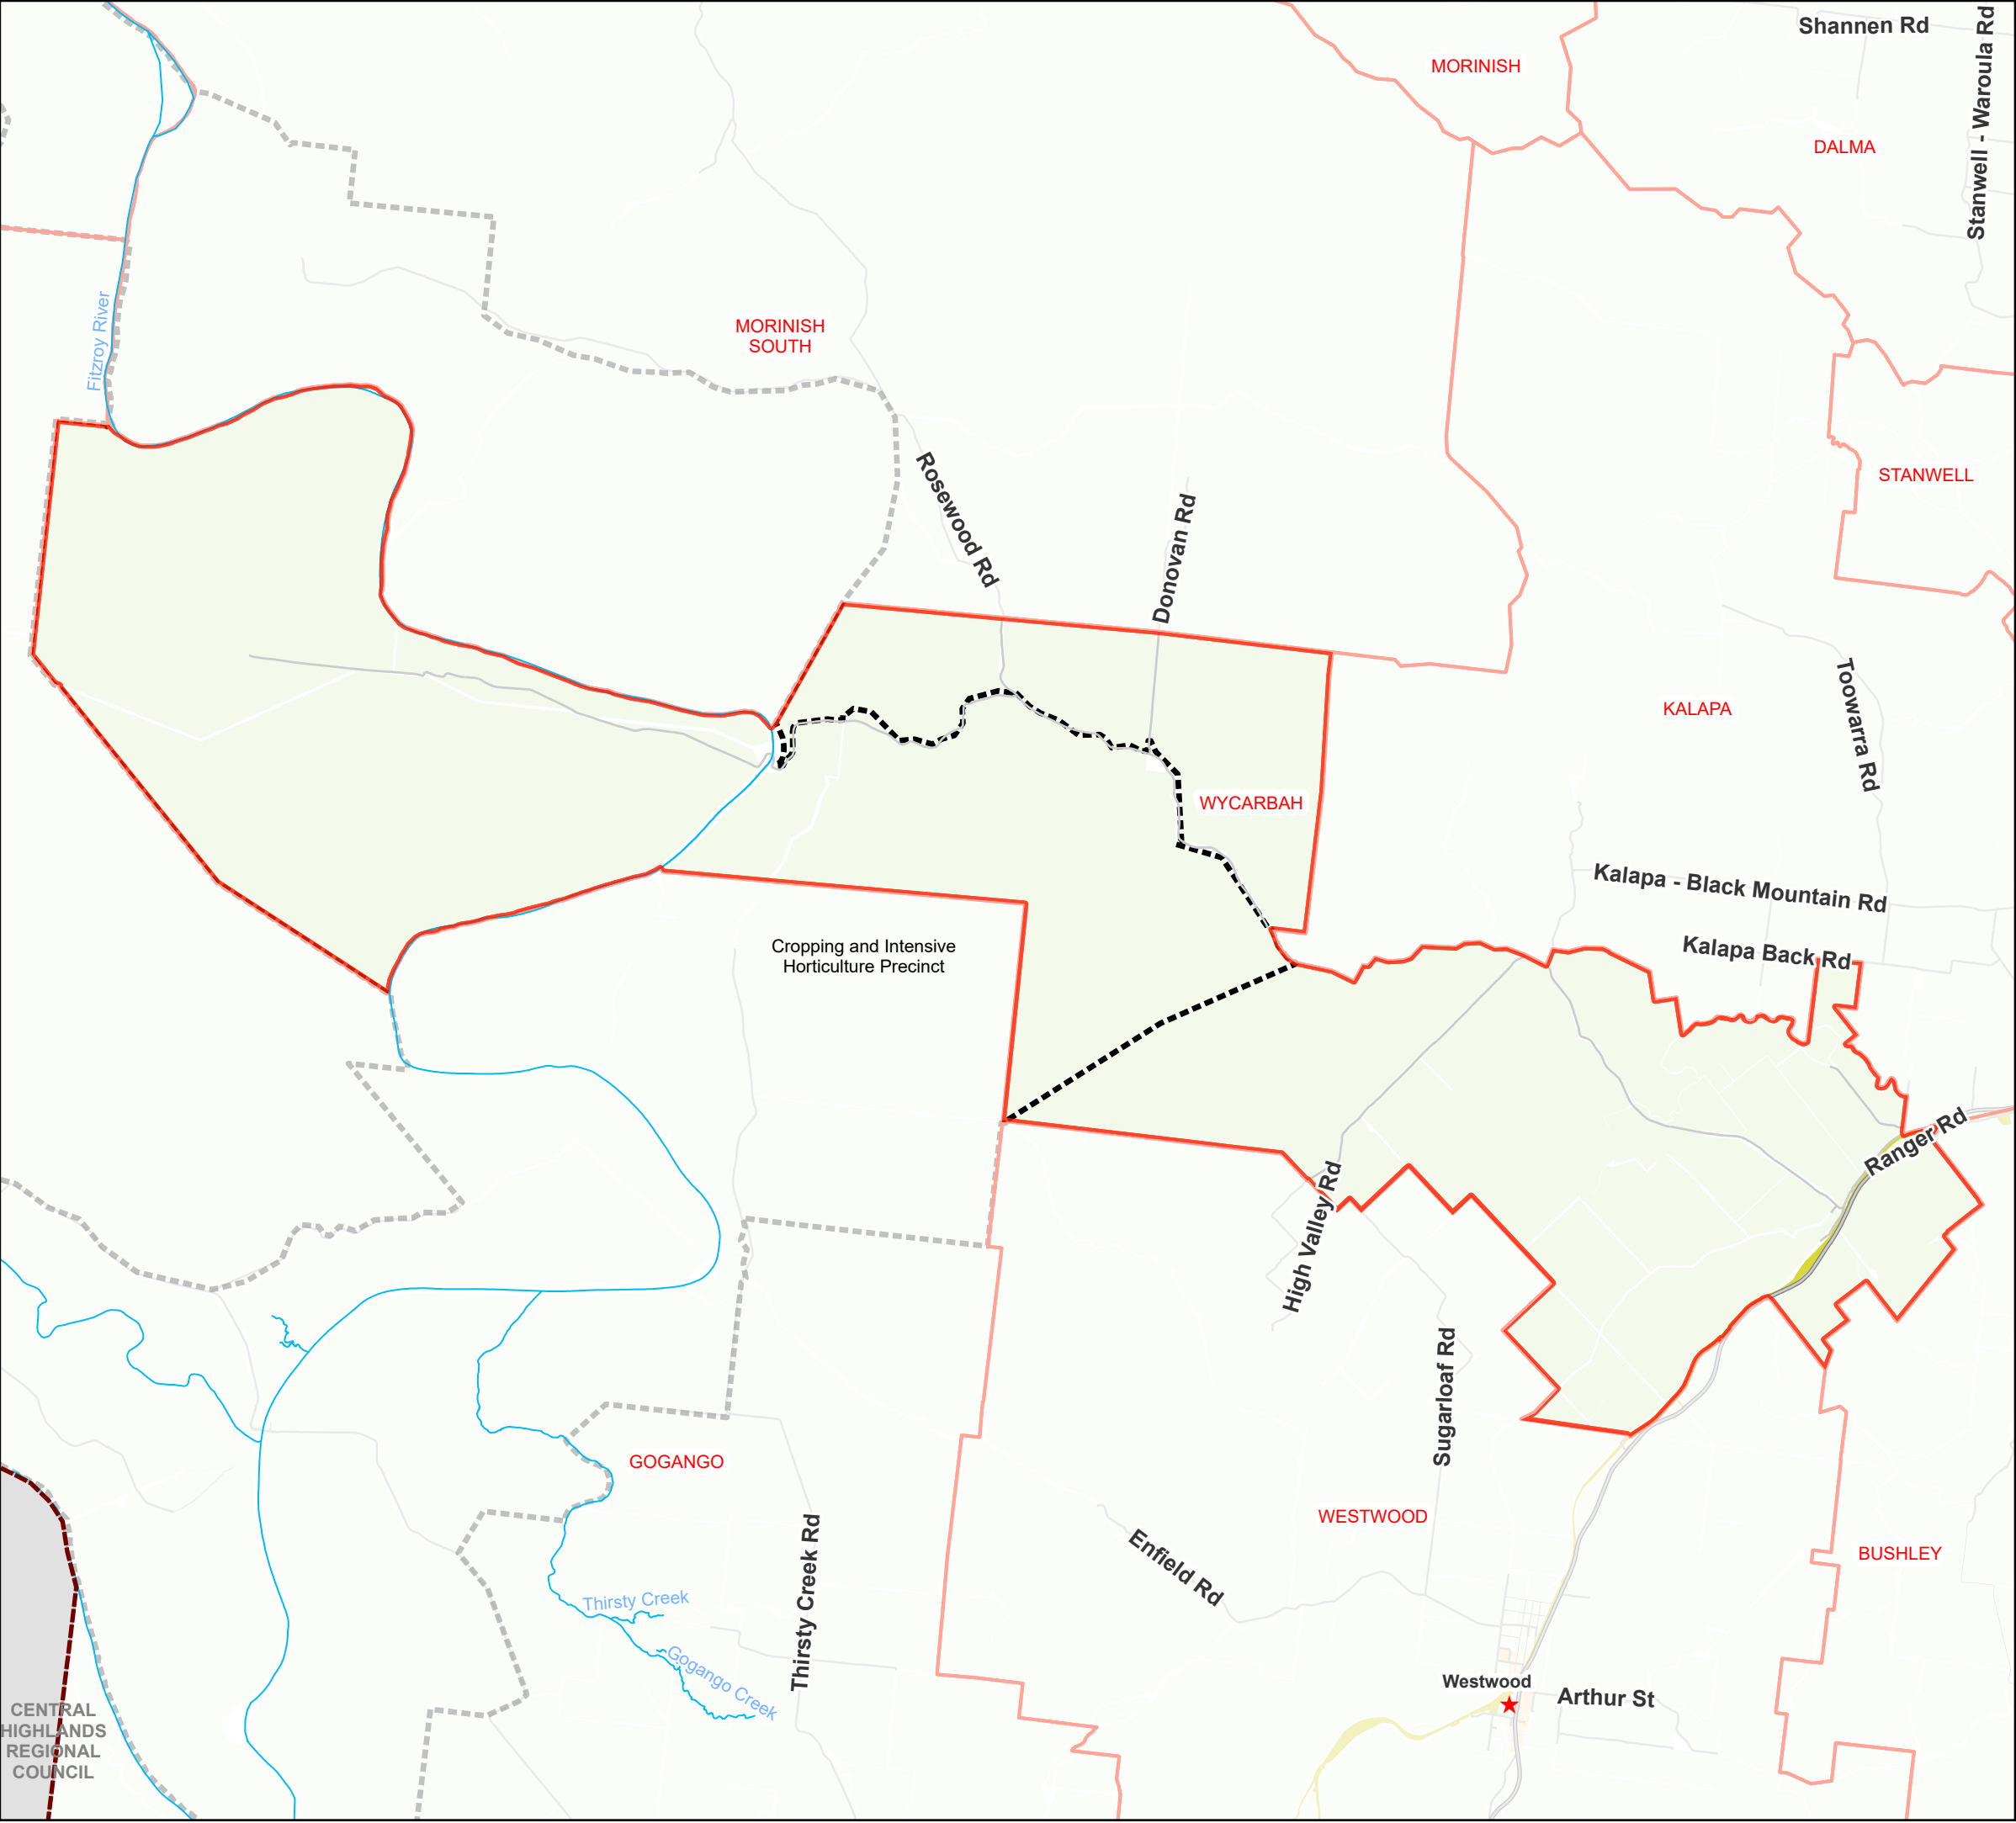 Shannen Rd
Stanwell - Waroula Rd
MORINISH
DALMA
Fitzroy River
MORINISH
SOUTH
STANWELL
Rosewood Rd
Donovan Rd
KALAPA
Toowarra Rd
WYCARBAH
Kalapa - Black Mountain Rd
Kalapa Back Rd
Cropping and Intensive
Horticulture Precinct
Ranger Rd
High Valley Rd
Sugarloaf Rd
GOGANGO
WESTWOOD
BUSHLEY
Enfield Rd
Thirsty Creek Rd
Thirsty Creek
Gogango Creek
Westwood
Arthur St
CENTRAL
HIGHLANDS
REGIONAL
COUNCIL